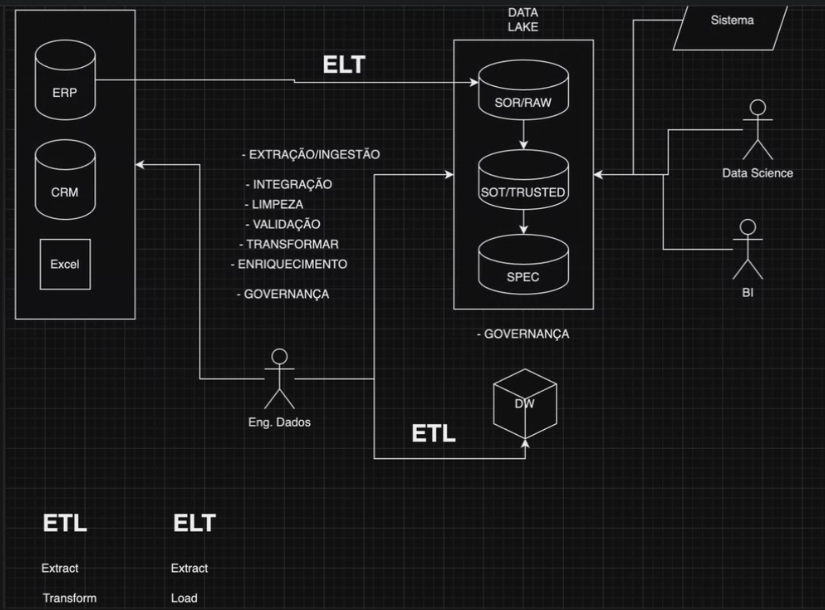 DATA
LAKE
Sistema
ELT
ERP
SOR/RAW
- EXTRAÇÃO/INGESTÃO
Data Science
CRM
- INTEGRAÇÃO
SOT/TRUSTED
- LIMPEZA
- VALIDAÇÃO
- TRANSFORMAR
Excel
- ENRIQUECIMENTO
SPEC
BI
- GOVERNANÇA
- GOVERNANÇA
DW
Eng. Dados
ETL
ETL
ELT
Extract
Extract
Transform
Load